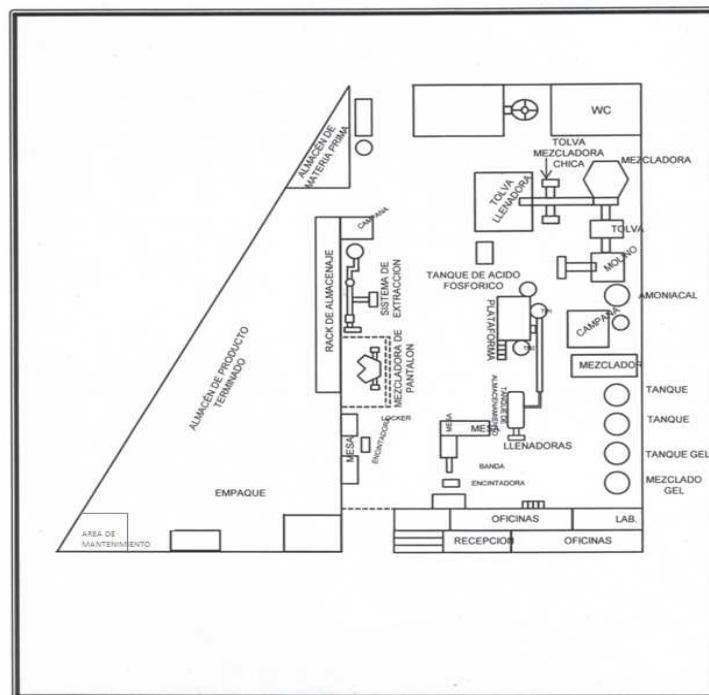 WC
TOLVA
MEZCLADORA
CHICA
MEZCLADORA
ALMACÉN DE
MATERIA PRIMA
TOLVA
LLENADORA
CAMPANA
TOLVA
MOLINO
RACK DE ALMACENAJE
SISTEMA DE
EXTRACCION
TANQUE DE ACIDO
FOSFORICO
AMONIACAL
PLATAFORMA
CAMPANA
MEZCLADORA DE
PANTALON
MEZCLADOR
ALMACÉN DE PRODUCTO
TERMINADO
TANQUE DE
ALMACENAMIENTO
TANQUE
LOCKER
ENCINTADORA
MESA
MESA
MESA
TANQUE
LLENADORAS
TANQUE GEL
BANDA
ENCINTADORA
MEZCLADO
GEL
EMPAQUE
OFICINAS
LAB.
AREA DE
MANTENIMIENTO
RECEPCION
OFICINAS